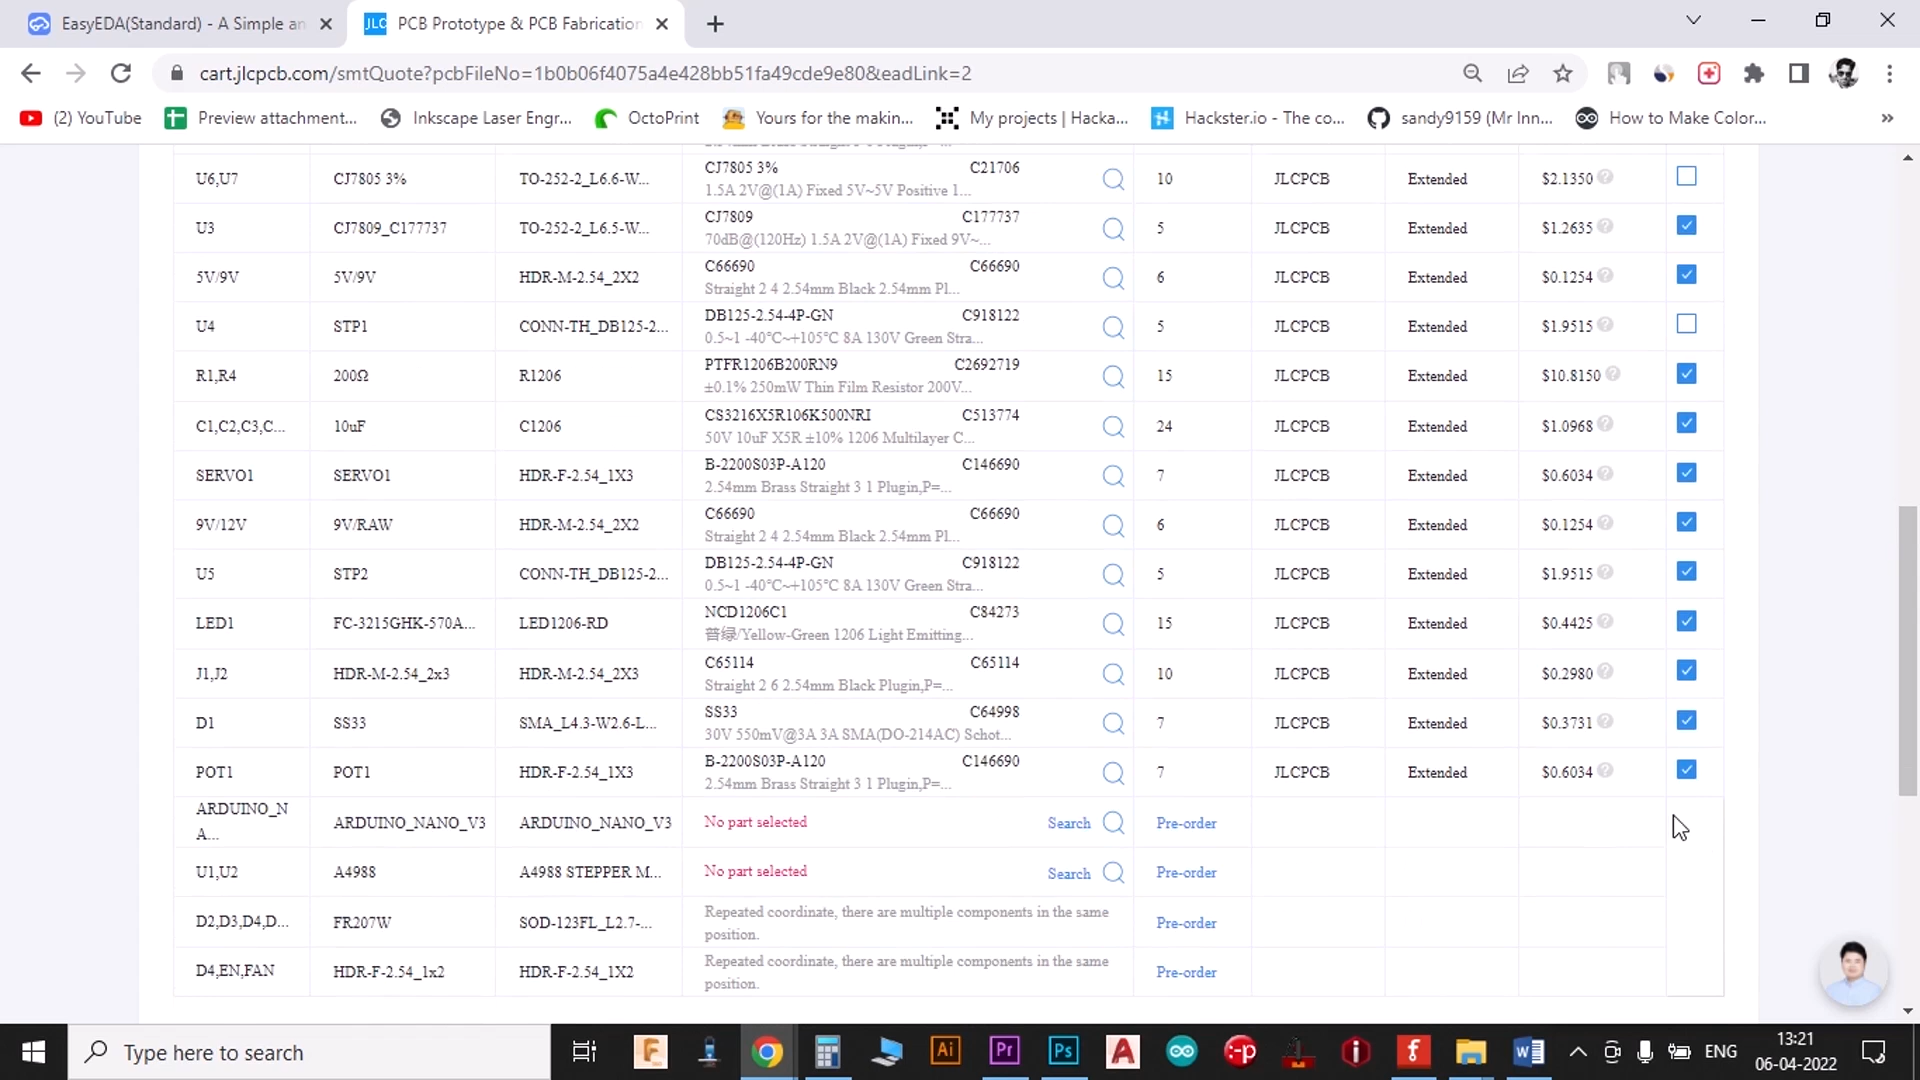 EasyEDA(Standard) - A Simple an
JLC PCB Prototype & PCB Fabrication
cart.jlcpcb.com/smtQuote?pcbFileNo=1b0b06f4075a4e428bb51fa49cde9e80&eadLink=2
(2) YouTube Preview attachment... Inkscape Laser Engr... OctoPrint Yours for the makin... My projects | Hacka... Hackster.io - The co... sandy9159 (Mr Inn... How to Make Color... »
U6,U7 CJ7805 3% TO-252-2_L6.6-W... CJ7805 3% C21706 10 JLCPCB Extended $2.1350
1.5A 2V@(1A) Fixed 5V~5V Positive 1...
U3 CJ7809_C177737 TO-252-2_L6.5-W... CJ7809 C177737 5 JLCPCB Extended $1.2635
70dB@(120Hz) 1.5A 2V@(1A) Fixed 9V~...
5V/9V 5V/9V HDR-M-2.54_2X2 C66690 C66690 6 JLCPCB Extended $0.1254
Straight 2 4 2.54mm Black 2.54mm Pl...
U4 STP1 CONN-TH_DB125-2... DB125-2.54-4P-GN C918122 5 JLCPCB Extended $1.9515
0.5~1 -40℃~+105℃ 8A 130V Green Stra...
R1,R4 200Ω R1206 PTFR1206B200RN9 C2692719 15 JLCPCB Extended $10.8150
±0.1% 250mW Thin Film Resistor 200V...
C1,C2,C3,C... 10uF C1206 CS3216X5R106K500NRI C513774 24 JLCPCB Extended $1.0968
50V 10uF X5R ±10% 1206 Multilayer C...
SERVO1 SERVO1 HDR-F-2.54_1X3 B-2200S03P-A120 C146690 7 JLCPCB Extended $0.6034
2.54mm Brass Straight 3 1 Plugin,P=...
9V/12V 9V/RAW HDR-M-2.54_2X2 C66690 C66690 6 JLCPCB Extended $0.1254
Straight 2 4 2.54mm Black 2.54mm Pl...
U5 STP2 CONN-TH_DB125-2... DB125-2.54-4P-GN C918122 5 JLCPCB Extended $1.9515
0.5~1 -40℃~+105℃ 8A 130V Green Stra...
LED1 FC-3215GHK-570A... LED1206-RD NCD1206C1 C84273 15 JLCPCB Extended $0.4425
普绿/Yellow-Green 1206 Light Emitting...
J1,J2 HDR-M-2.54_2x3 HDR-M-2.54_2X3 C65114 C65114 10 JLCPCB Extended $0.2980
Straight 2 6 2.54mm Black Plugin,P=...
D1 SS33 SMA_L4.3-W2.6-L... SS33 C64998 7 JLCPCB Extended $0.3731
30V 550mV@3A 3A SMA(DO-214AC) Schot...
POT1 POT1 HDR-F-2.54_1X3 B-2200S03P-A120 C146690 7 JLCPCB Extended $0.6034
2.54mm Brass Straight 3 1 Plugin,P=...
ARDUINO_N
A... ARDUINO_NANO_V3 ARDUINO_NANO_V3 No part selected Search Pre-order
U1,U2 A4988 A4988 STEPPER M... No part selected Search Pre-order
D2,D3,D4,D... FR207W SOD-123FL_L2.7-... Repeated coordinate, there are multiple components in the same
position. Pre-order
D4,EN,FAN HDR-F-2.54_1x2 HDR-F-2.54_1X2 Repeated coordinate, there are multiple components in the same
position. Pre-order
Type here to search Ai Pr Ps ENG 13:21
06-04-2022